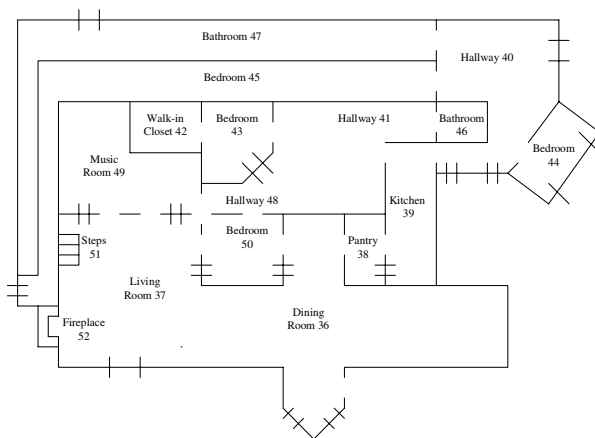 Bathroom 47
Hallway 40
Bedroom 45
Walk-in
Closet 42
Bedroom
43
Hallway 41
Bathroom
46
Bedroom
44
Music
Room 49
Hallway 48
Kitchen
39
Bedroom
50
Pantry
38
Steps
51
Living
Room 37
Dining
Room 36
Fireplace
52